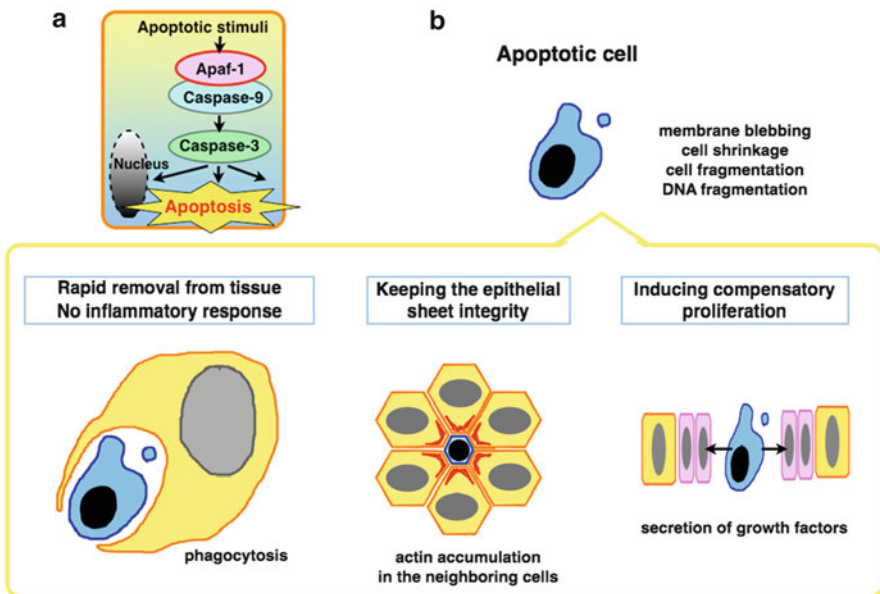 a
Apoptotic stimuli
Apaf-1
Caspase-9
Caspase-3
Nucleus
Apoptosis
b
Apoptotic cell
membrane blebbing
cell shrinkage
cell fragmentation
DNA fragmentation
Rapid removal from tissue
No inflammatory response
phagocytosis
Keeping the epithelial
sheet integrity
actin accumulation
in the neighboring cells
Inducing compensatory
proliferation
secretion of growth factors